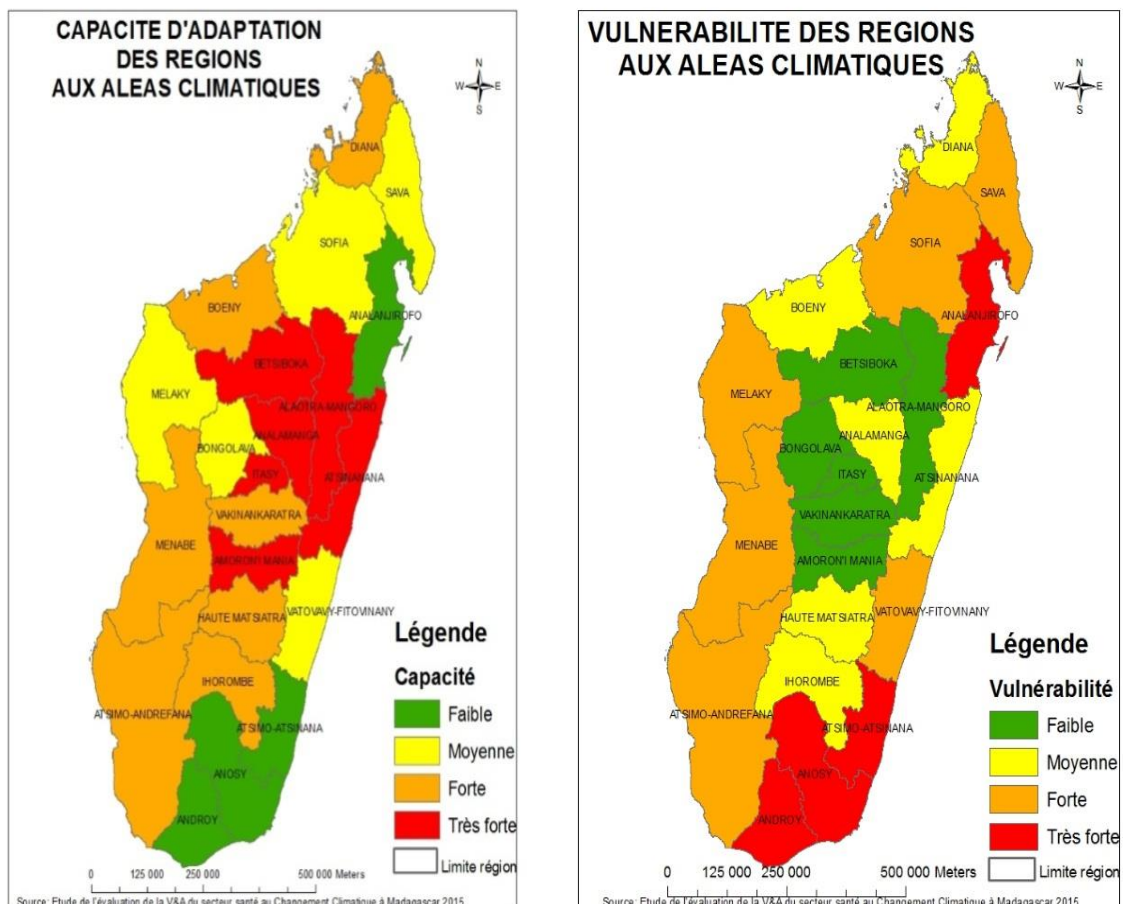 CAPACITE D'ADAPTATION
DES REGIONS
AUX ALEAS CLIMATIQUES
N
W E
S
DIANA
SAVA
SOFIA
BOENY
ANALANJIROFO
BETSIBOKA
MELAKY
ALAOTRA-MANGORO
ANALAMANGA
BONGOLAVA
ITASY
ATSINANANA
VAKINANKARATRA
MENABE
AMORON'I MANIA
HAUTE MATSIATRA
VATOVAVY-FITOVINANY
IHOROMBE
ATSIMO-ANDREFANA
ATSIMO-ATSINANA
ANOSY
ANDROY
Légende
Capacité
Faible
Moyenne
Forte
Très forte
Limite région
0 125 000 250 000 500 000 Meters
Source: Etude de l'évaluation de la V&A du secteur santé au Changement Climatique à Madagascar 2015
VULNERABILITE DES REGIONS
AUX ALEAS CLIMATIQUES
N
W E
S
DIANA
SAVA
SOFIA
BOENY
ANALANJIROFO
BETSIBOKA
MELAKY
ALAOTRA-MANGORO
ANALAMANGA
BONGOLAVA
ITASY
ATSINANANA
VAKINANKARATRA
MENABE
AMORON'I MANIA
HAUTE MATSIATRA
VATOVAVY-FITOVINANY
IHOROMBE
ATSIMO-ANDREFANA
ATSIMO-ATSINANA
ANOSY
ANDROY
Légende
Vulnérabilité
Faible
Moyenne
Forte
Très forte
Limite région
0 125 000 250 000 500 000 Meters
Source: Etude de l'évaluation de la V&A du secteur santé au Changement Climatique à Madagascar 2015